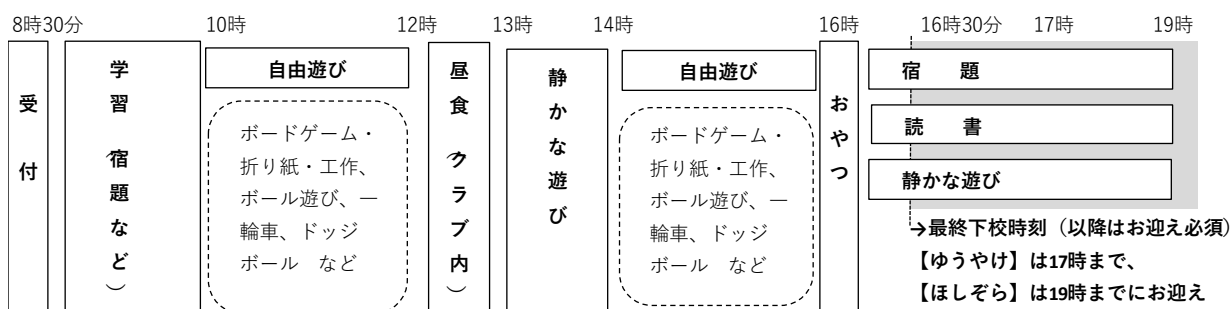 8時30分 10時 12時 13時 14時 16時 16時30分 17時 19時
受付
学習（宿題など）
自由遊び
ボードゲーム・
折り紙・工作、
ボール遊び、一
輪車、ドッジ
ボール など
昼食（クラブ内）
静かな遊び
自由遊び
ボードゲーム・
折り紙・工作、
ボール遊び、一
輪車、ドッジ
ボール など
おやつ
宿 題
読 書
静かな遊び
→最終下校時刻（以降はお迎え必須）
【ゆうやけ】は17時まで、
【ほしぞら】は19時までにお迎え